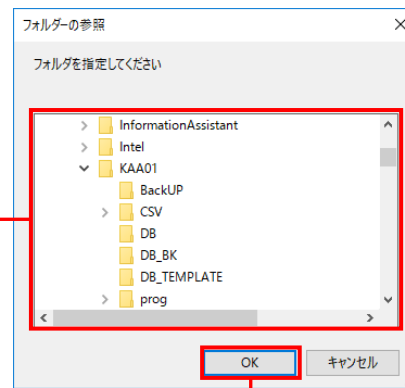 フォルダーの参照
フォルダを指定してください
InformationAssistant
Intel
KAA01
BackUP
CSV
DB
DB_BK
DB_TEMPLATE
prog
OK
キャンセル